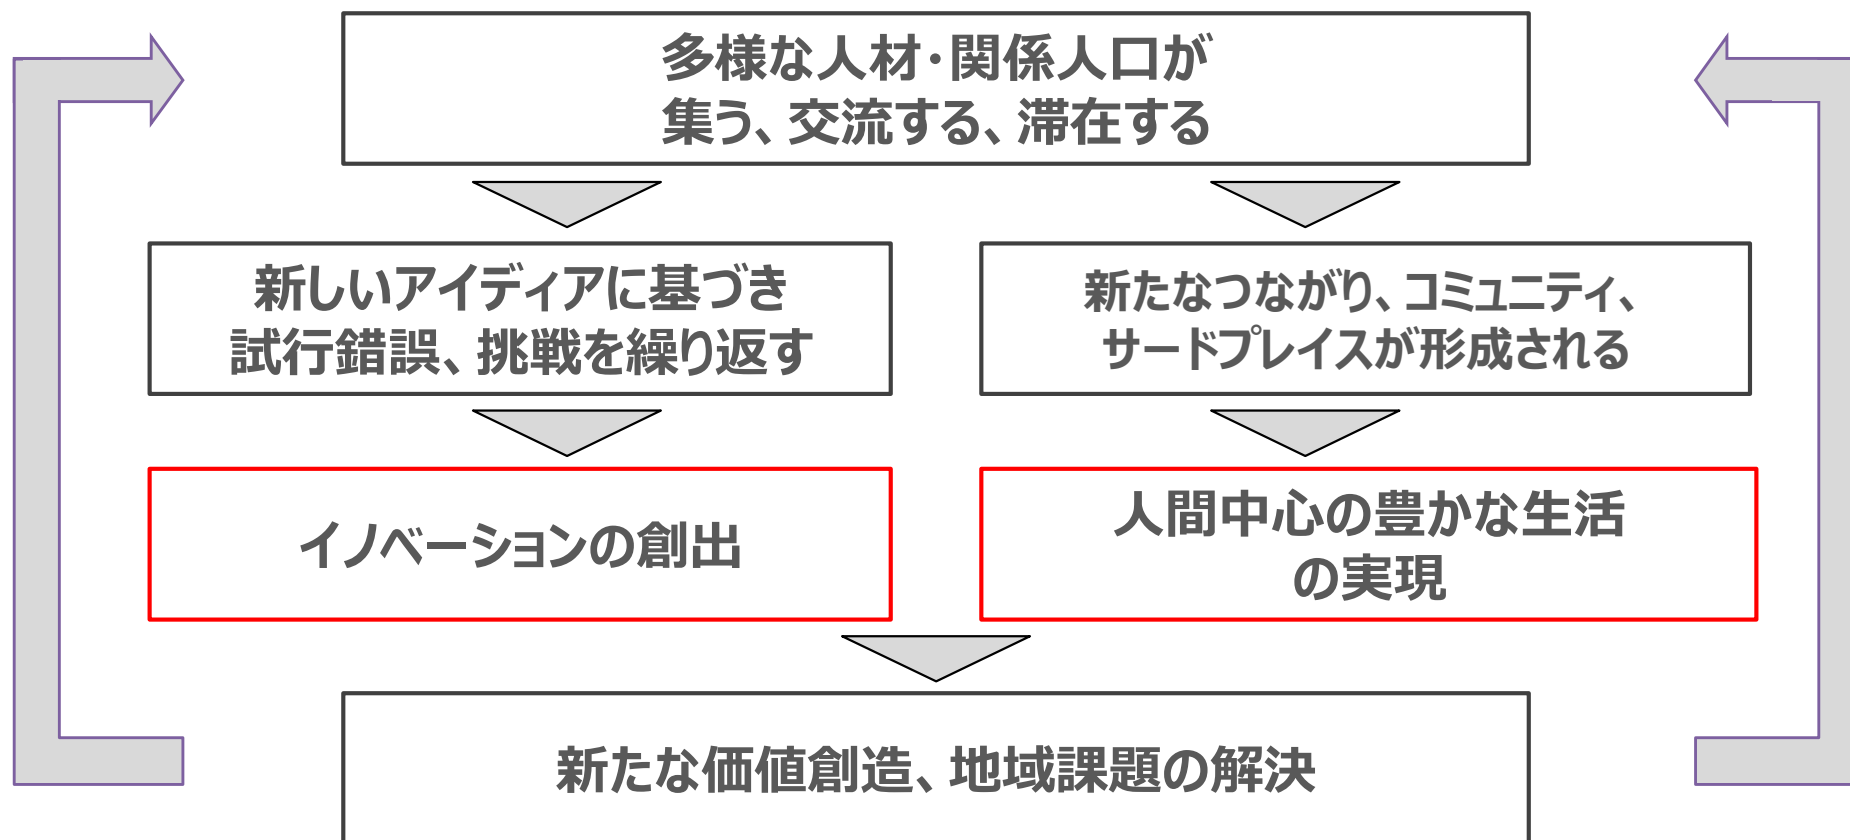 多様な人材・関係人口が
集う、交流する、滞在する
新しいアイディアに基づき
試行錯誤、挑戦を繰り返す
新たなつながり、コミュニティ、
サードプレイスが形成される
イノベーションの創出
人間中心の豊かな生活
の実現
新たな価値創造、地域課題の解決